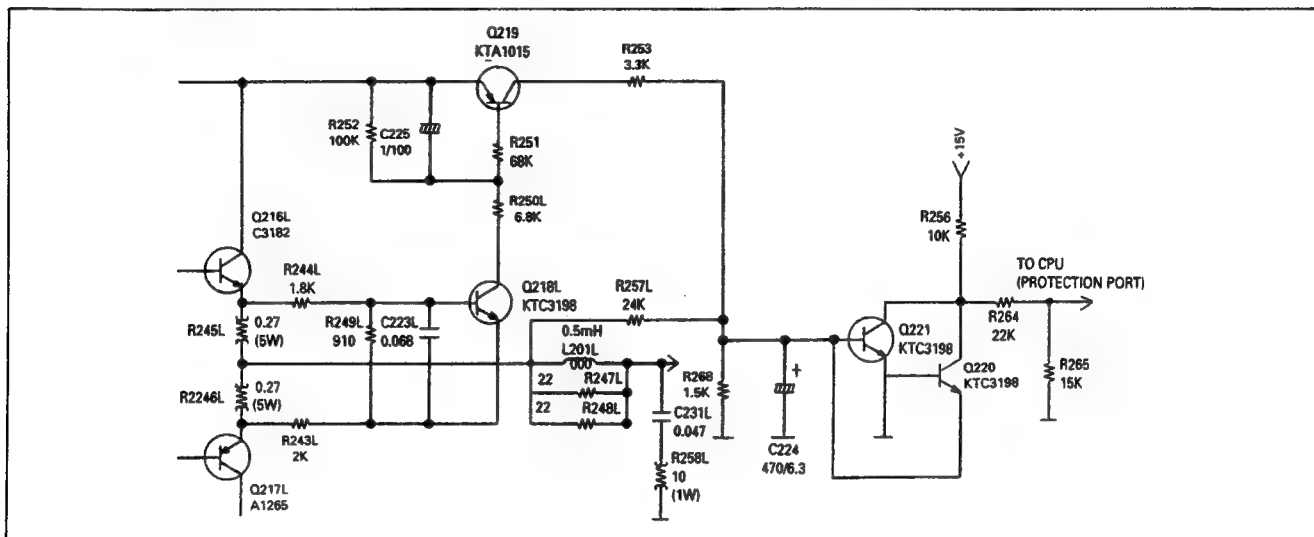 Q219
KTA1015
R253
3.3K
R252
100K
C225
1/100
R251
68K
R250L
6.8K
+15V
R256
10K
Q216L
C3182
R244L
1.8K
Q218L
KTC3198
R257L
24K
TO CPU
(PROTECTION PORT)
R245L
0.27
(5W)
R249L
910
C223L
0.068
0.5mH
L201L
000
Q221
KTC3198
R264
22K
Q220
KTC3198
R265
15K
R2246L
0.27
(5W)
22
R247L
22
R248L
R268
1.5K
+
R243L
2K
C231L
0.047
C224
470/6.3
R258L
10
(1W)
Q217L
A1265